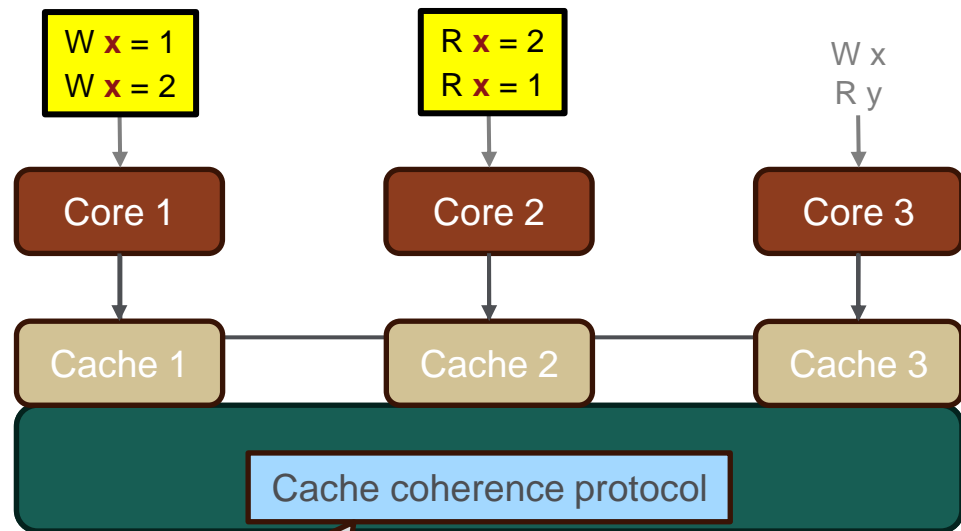 W x = 1
W x = 2
R x = 2
R x = 1
W x
R y
Core 1
Core 2
Core 3
Cache 1
Cache 2
Cache 3
Cache coherence protocol